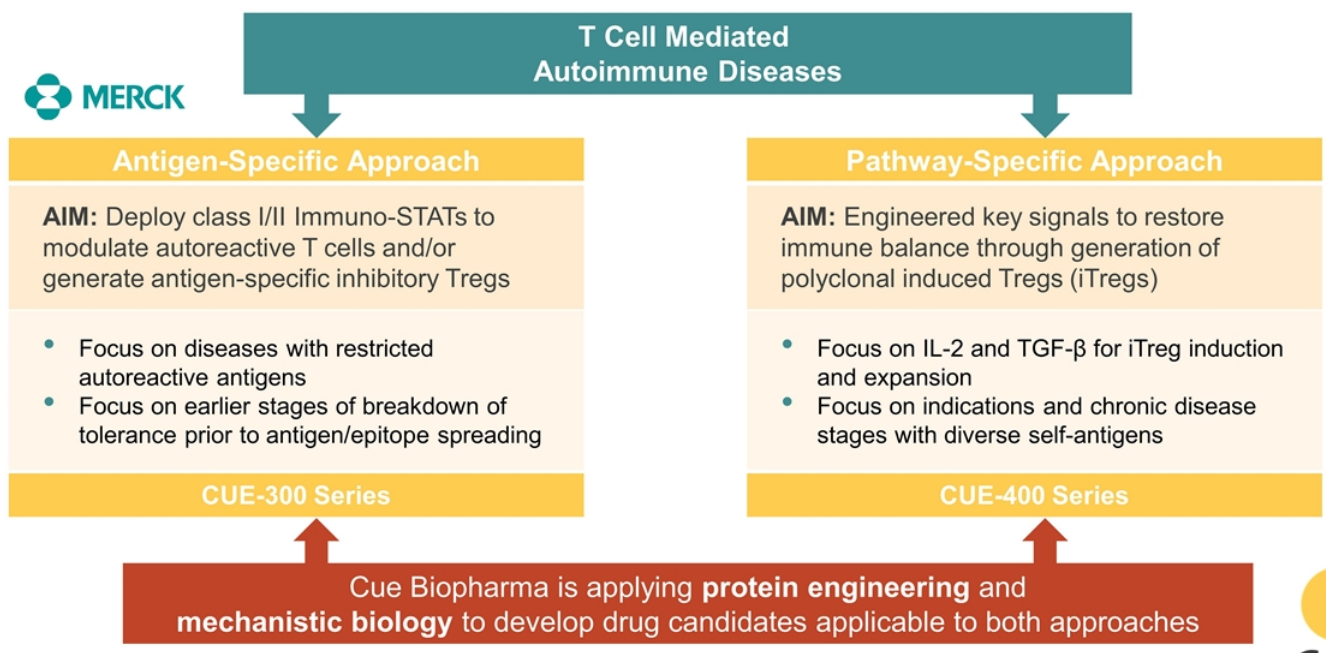 T Cell Mediated
Autoimmune Diseases
MERCK
Antigen-Specific Approach
AIM: Deploy class I/II Immuno-STATs to
modulate autoreactive T cells and/or
generate antigen-specific inhibitory Tregs
• Focus on diseases with restricted
autoreactive antigens
• Focus on earlier stages of breakdown of
tolerance prior to antigen/epitope spreading
CUE-300 Series
Pathway-Specific Approach
AIM: Engineered key signals to restore
immune balance through generation of
polyclonal induced Tregs (iTregs)
• Focus on IL-2 and TGF-β for iTreg induction
and expansion
• Focus on indications and chronic disease
stages with diverse self-antigens
CUE-400 Series
Cue Biopharma is applying protein engineering and
mechanistic biology to develop drug candidates applicable to both approaches